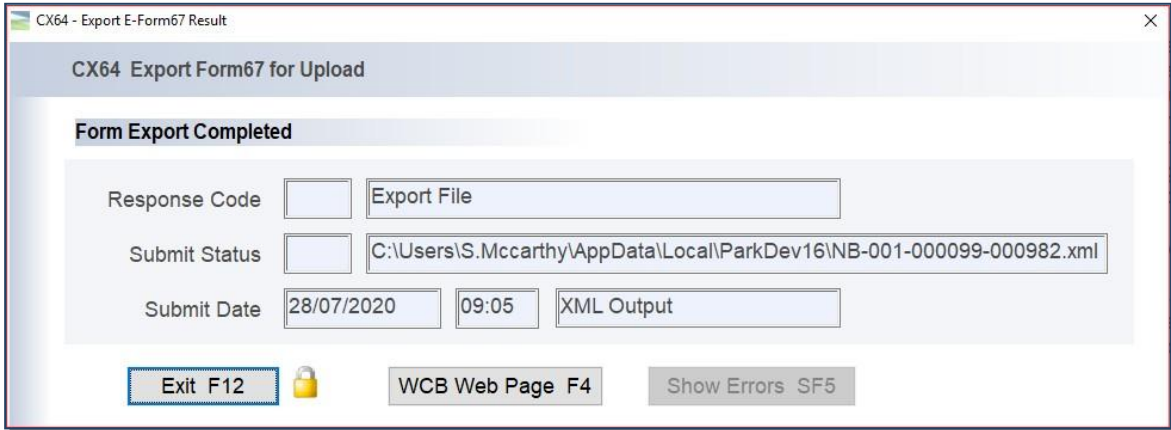 CX64 - Export E-Form67 Result
CX64 Export Form67 for Upload
Form Export Completed
Response Code Export File
Submit Status C:\Users\S.Mccarthy\AppData\Local\ParkDev16\NB-001-000099-000982.xml
Submit Date 28/07/2020 09:05 XML Output
Exit F12 WCB Web Page F4 Show Errors SF5